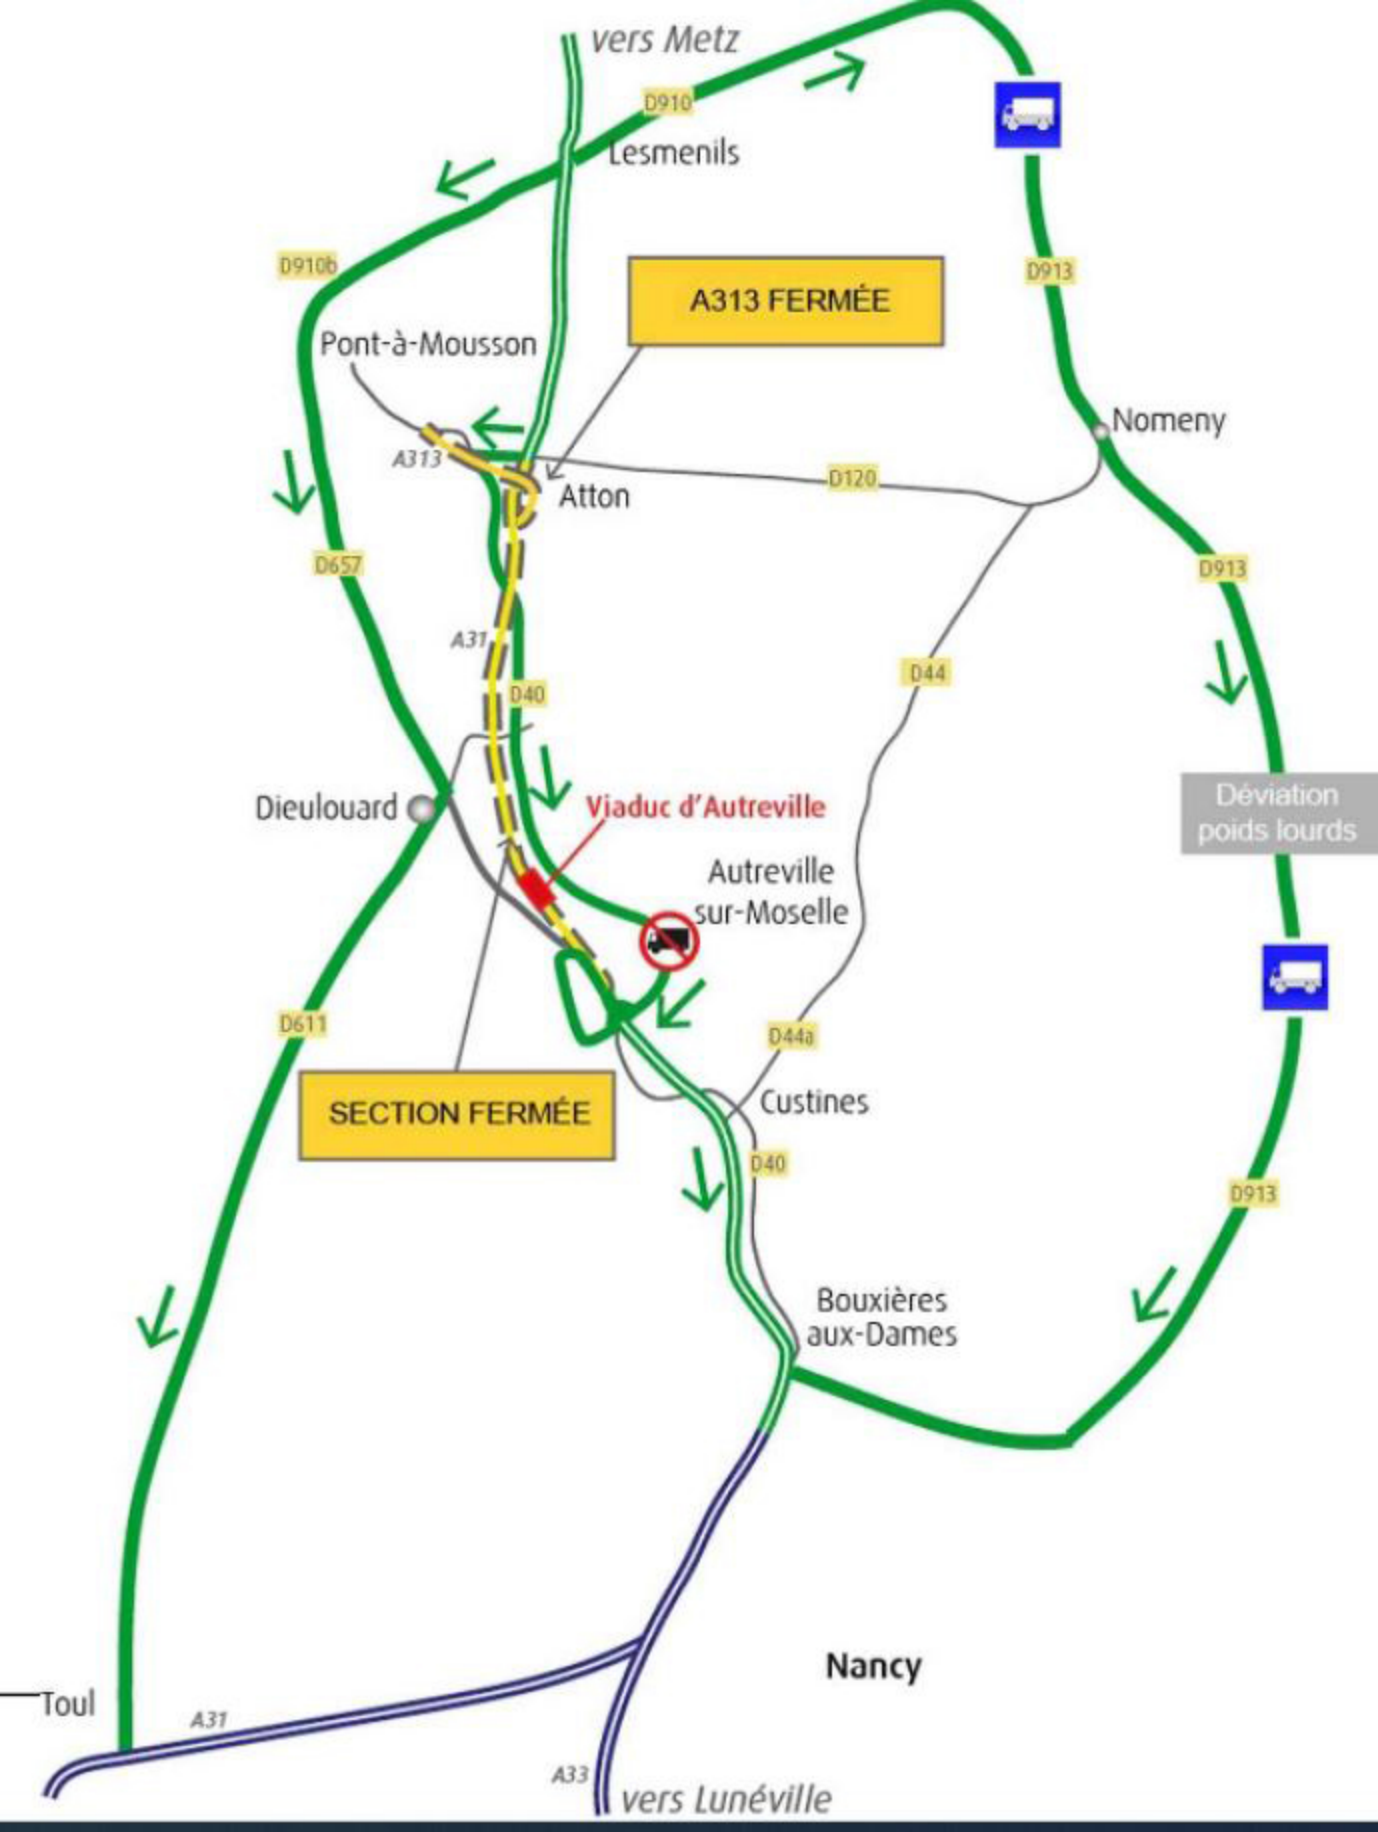 vers Metz
D910
Lesmenils
D910b
D913
A313 FERMÉE
Pont-à-Mousson
Nomeny
A313
D120
Atton
D657
D913
A31
D44
D40
Dieulouard
Viaduc d'Autreville
Déviation
poids lourds
Autreville
sur-Moselle
D611
D44a
SECTION FERMÉE
Custines
D40
D913
Bouxières
aux-Dames
Nancy
Toul
A31
A33
vers Lunéville